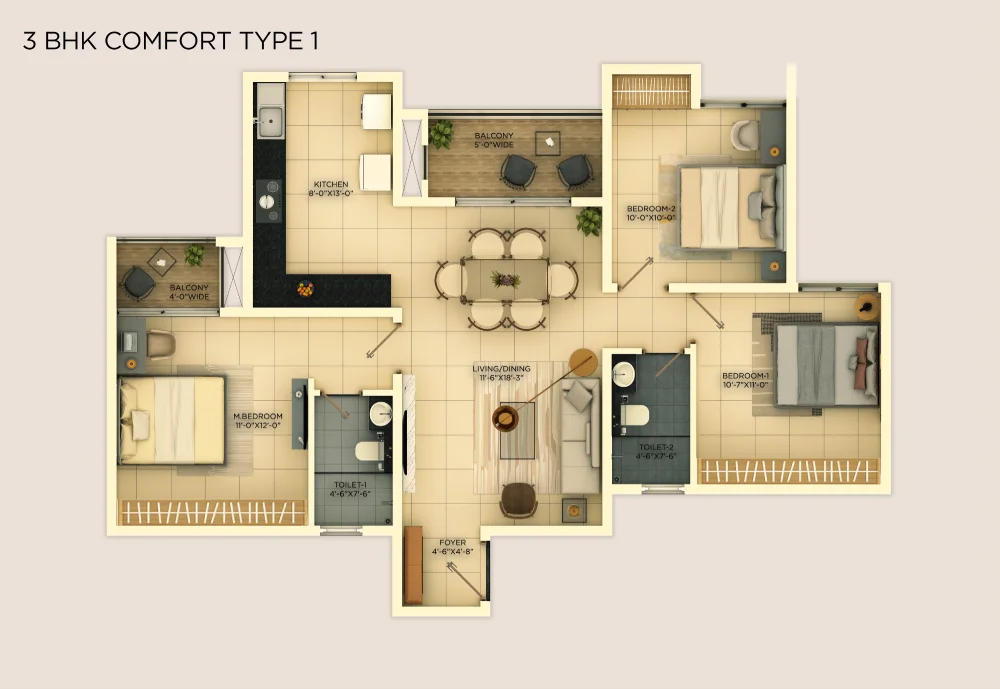 3 BHK COMFORT TYPE 1
BALCONY
5'-0"WIDE
KITCHEN
8'-0"X13'-0"
BEDROOM-2
10'-0"X10'-0"
BALCONY
4'-0"WIDE
LIVING/DINING
11'-6"X18'-3"
BEDROOM-1
10'-7"X11'-0"
M.BEDROOM
11'-0"X12'-0"
TOILET-2
4'-6"X7'-6"
TOILET-1
4'-6"X7'-6"
FOYER
4'-6"X4'-8"